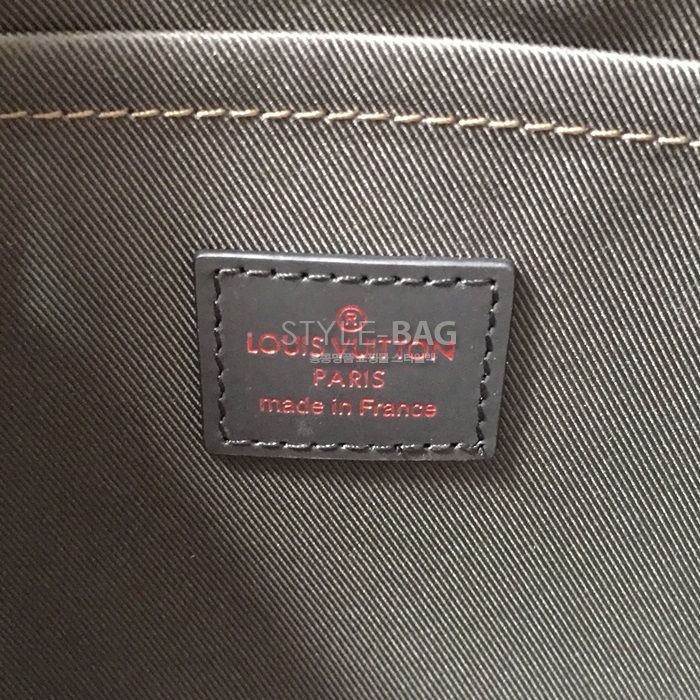 ®
STYLE-BAG
LOUIS VUITTON
PARIS
made in France